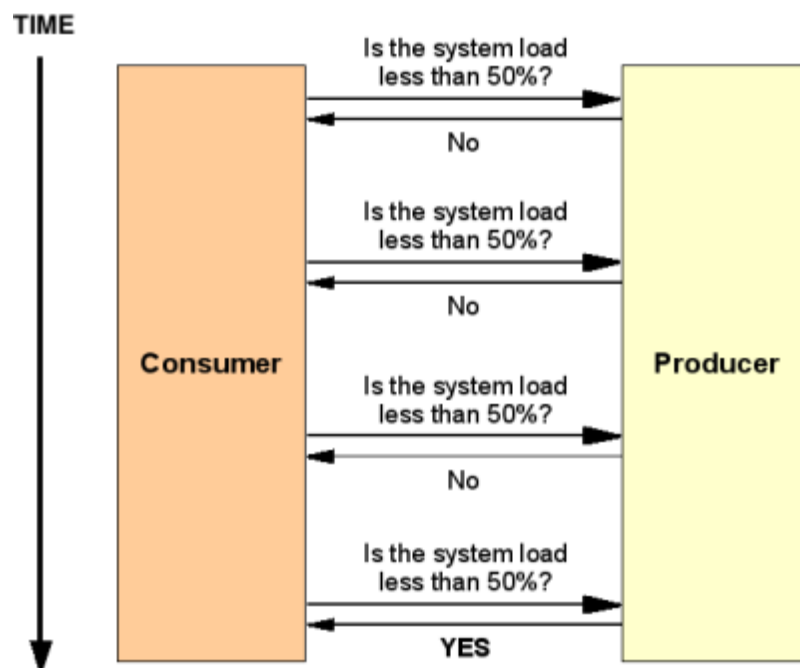 TIME
Is the system load
less than 50%?
No
Is the system load
less than 50%?
No
Consumer
Producer
Is the system load
less than 50%?
No
Is the system load
less than 50%?
YES